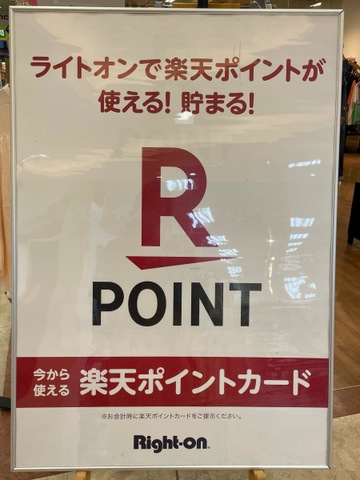 ライトオンで楽天ポイントが
使える! 貯まる!
R
POINT
今から
使える
楽天ポイントカード
※お会計時に楽天ポイントカードをご提示ください。
Right-on